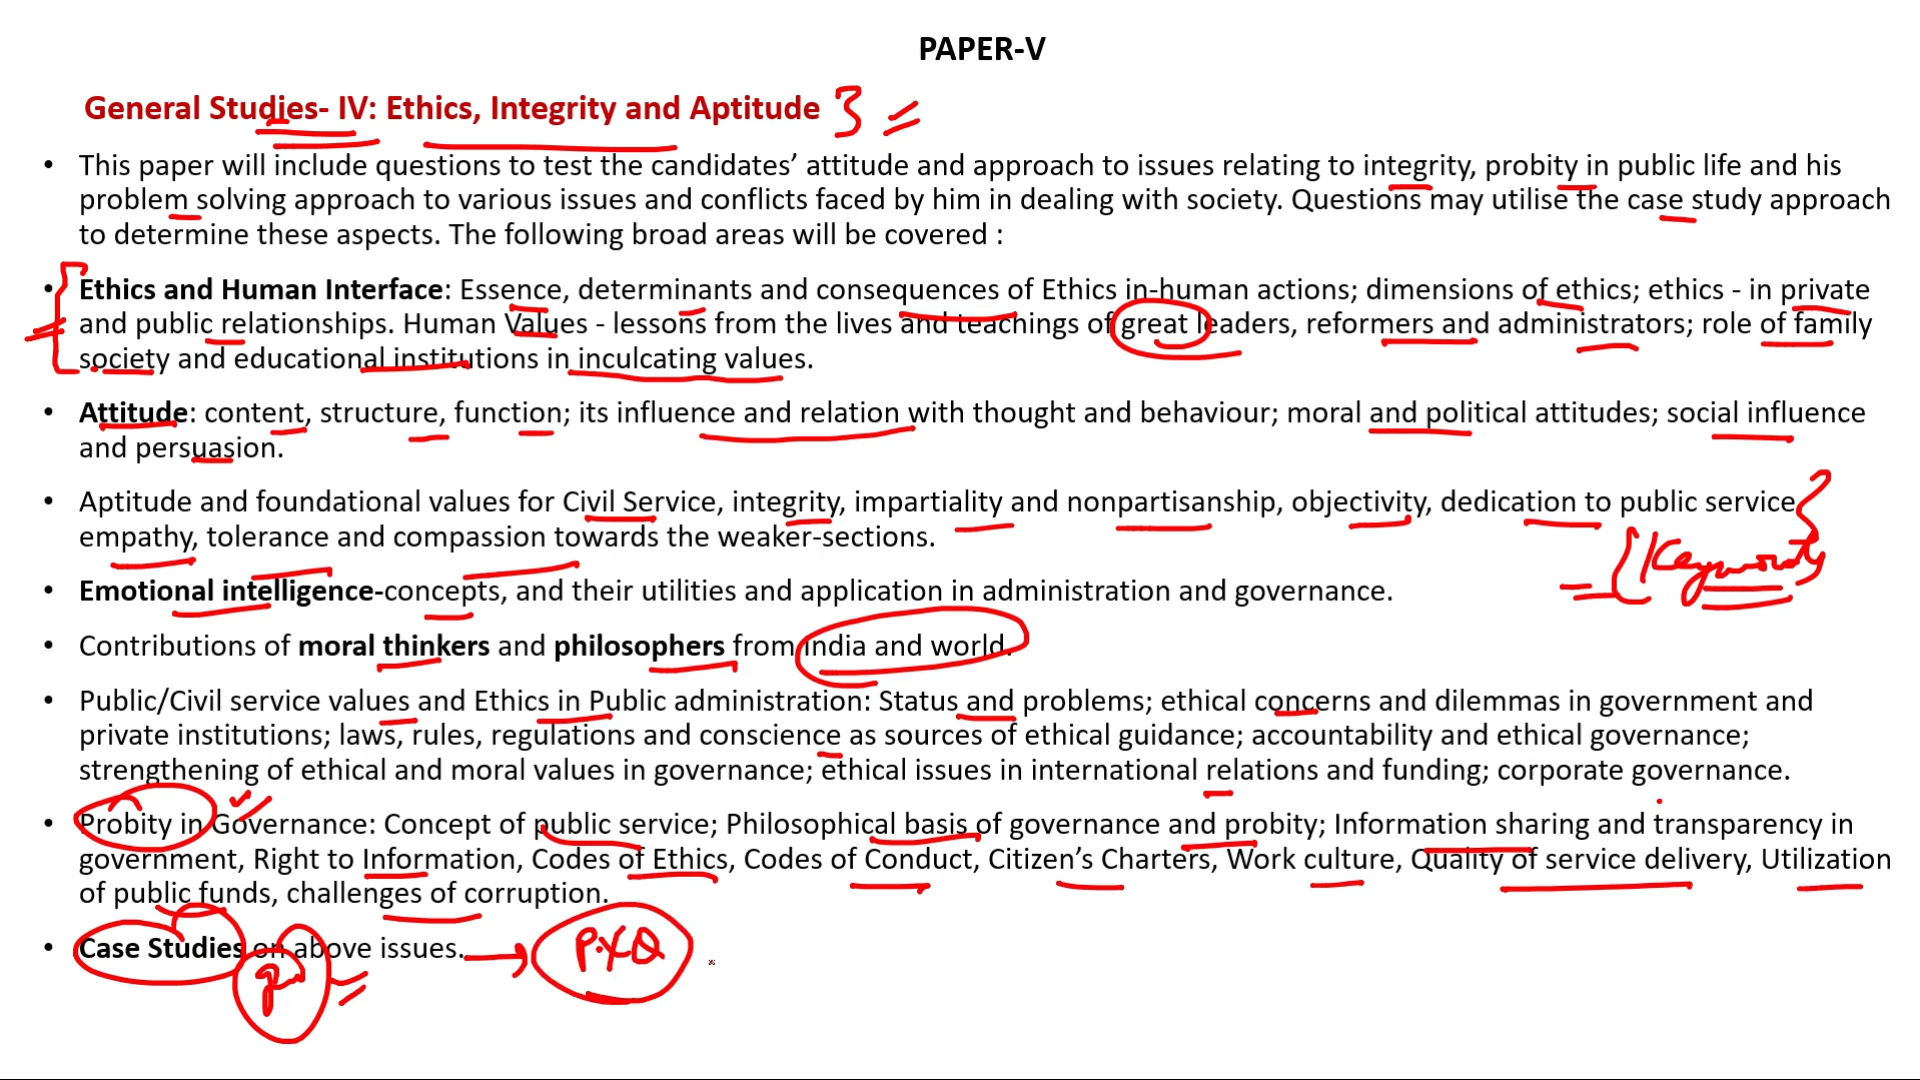 PAPER-V
General Studies- IV: Ethics, Integrity and Aptitude 3
• This paper will include questions to test the candidates’ attitude and approach to issues relating to integrity, probity in public life and his
problem solving approach to various issues and conflicts faced by him in dealing with society. Questions may utilise the case study approach
to determine these aspects. The following broad areas will be covered :
• Ethics and Human Interface: Essence, determinants and consequences of Ethics in-human actions; dimensions of ethics; ethics - in private
and public relationships. Human Values - lessons from the lives and teachings of great leaders, reformers and administrators; role of family
society and educational institutions in inculcating values.
• Attitude: content, structure, function; its influence and relation with thought and behaviour; moral and political attitudes; social influence
and persuasion.
• Aptitude and foundational values for Civil Service, integrity, impartiality and nonpartisanship, objectivity, dedication to public service
empathy, tolerance and compassion towards the weaker-sections.
Keywords
• Emotional intelligence-concepts, and their utilities and application in administration and governance.
• Contributions of moral thinkers and philosophers from India and world.
• Public/Civil service values and Ethics in Public administration: Status and problems; ethical concerns and dilemmas in government and
private institutions; laws, rules, regulations and conscience as sources of ethical guidance; accountability and ethical governance;
strengthening of ethical and moral values in governance; ethical issues in international relations and funding; corporate governance.
• Probity in Governance: Concept of public service; Philosophical basis of governance and probity; Information sharing and transparency in
government, Right to Information, Codes of Ethics, Codes of Conduct, Citizen’s Charters, Work culture, Quality of service delivery, Utilization
of public funds, challenges of corruption.
• Case Studies on above issues. P.Y.Q